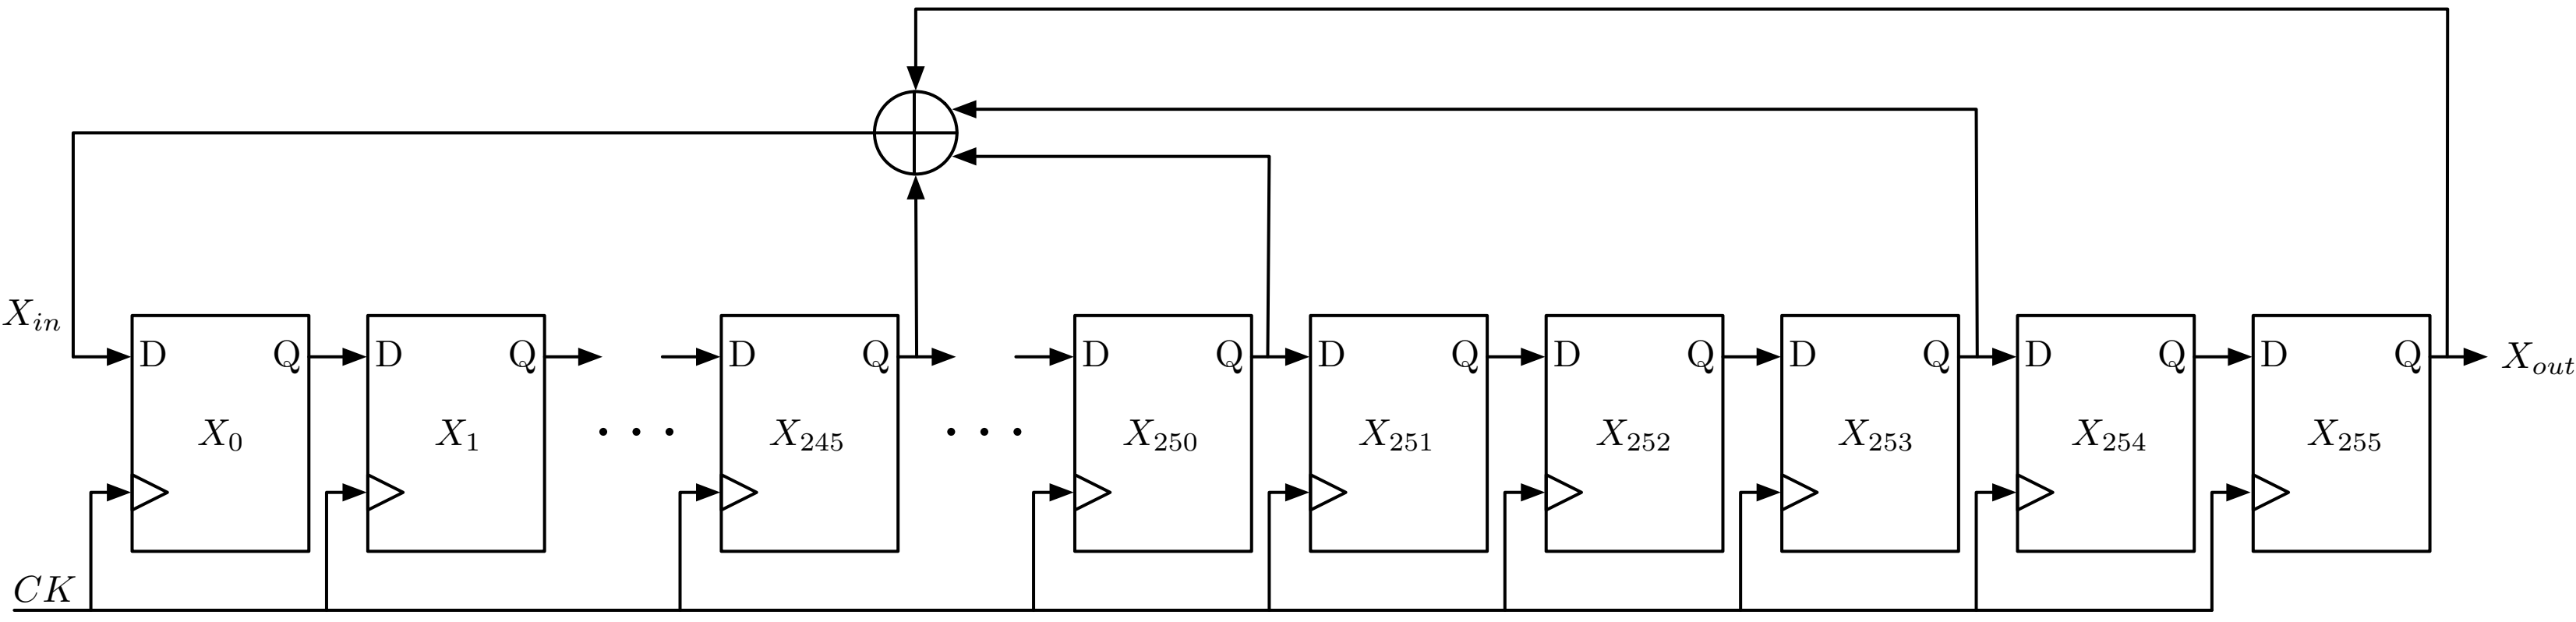 X_in
D Q D Q D Q D Q D Q D Q D Q D Q D Q X_out
X_0 X_1 ... X_245 ... X_250 X_251 X_252 X_253 X_254 X_255
CK